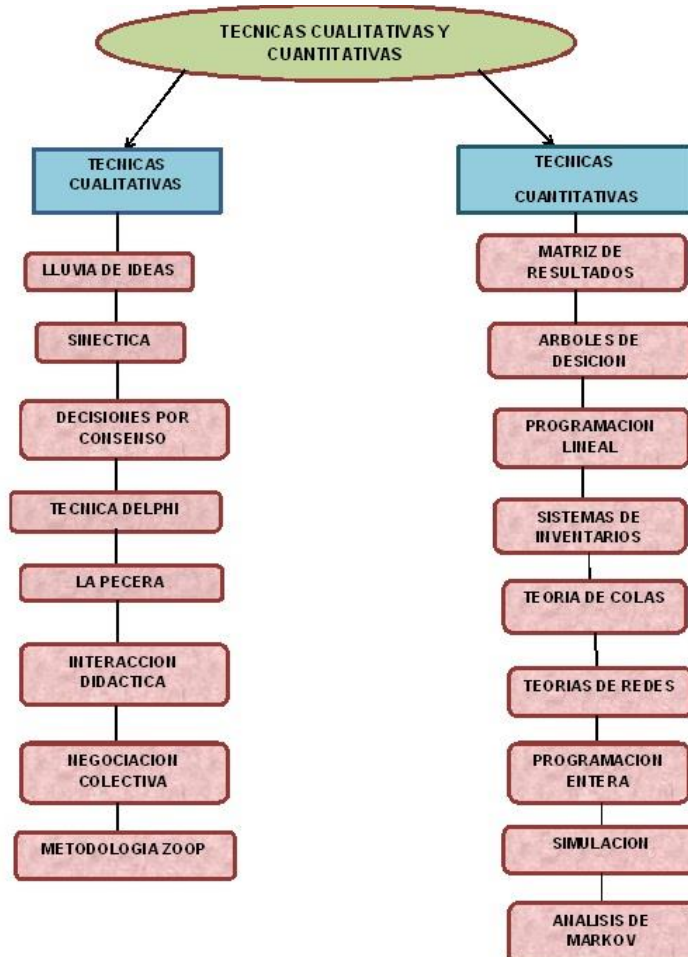 TECNICAS CUALITATIVAS Y
CUANTITATIVAS
TECNICAS
CUALITATIVAS
LLUVIA DE IDEAS
SINECTICA
DECISIONES POR
CONSENSO
TECNICA DELPHI
LA PECERA
INTERACCION
DIDACTICA
NEGOCIACION
COLECTIVA
METODOLOGIA ZOOP
TECNICAS
CUANTITATIVAS
MATRIZ DE
RESULTADOS
ARBOLES DE
DESICION
PROGRAMACION
LINEAL
SISTEMAS DE
INVENTARIOS
TEORIA DE COLAS
TEORIAS DE REDES
PROGRAMACION
ENTERA
SIMULACION
ANALISIS DE
MARKOV